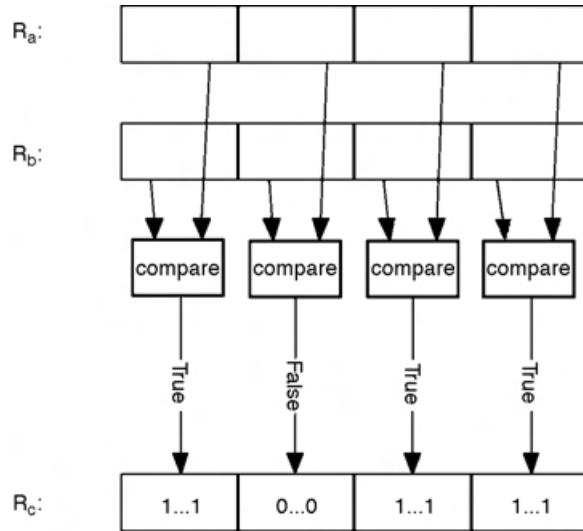 Ra:
Rb:
compare compare compare compare
True False True True
Rc: 1...1 0...0 1...1 1...1